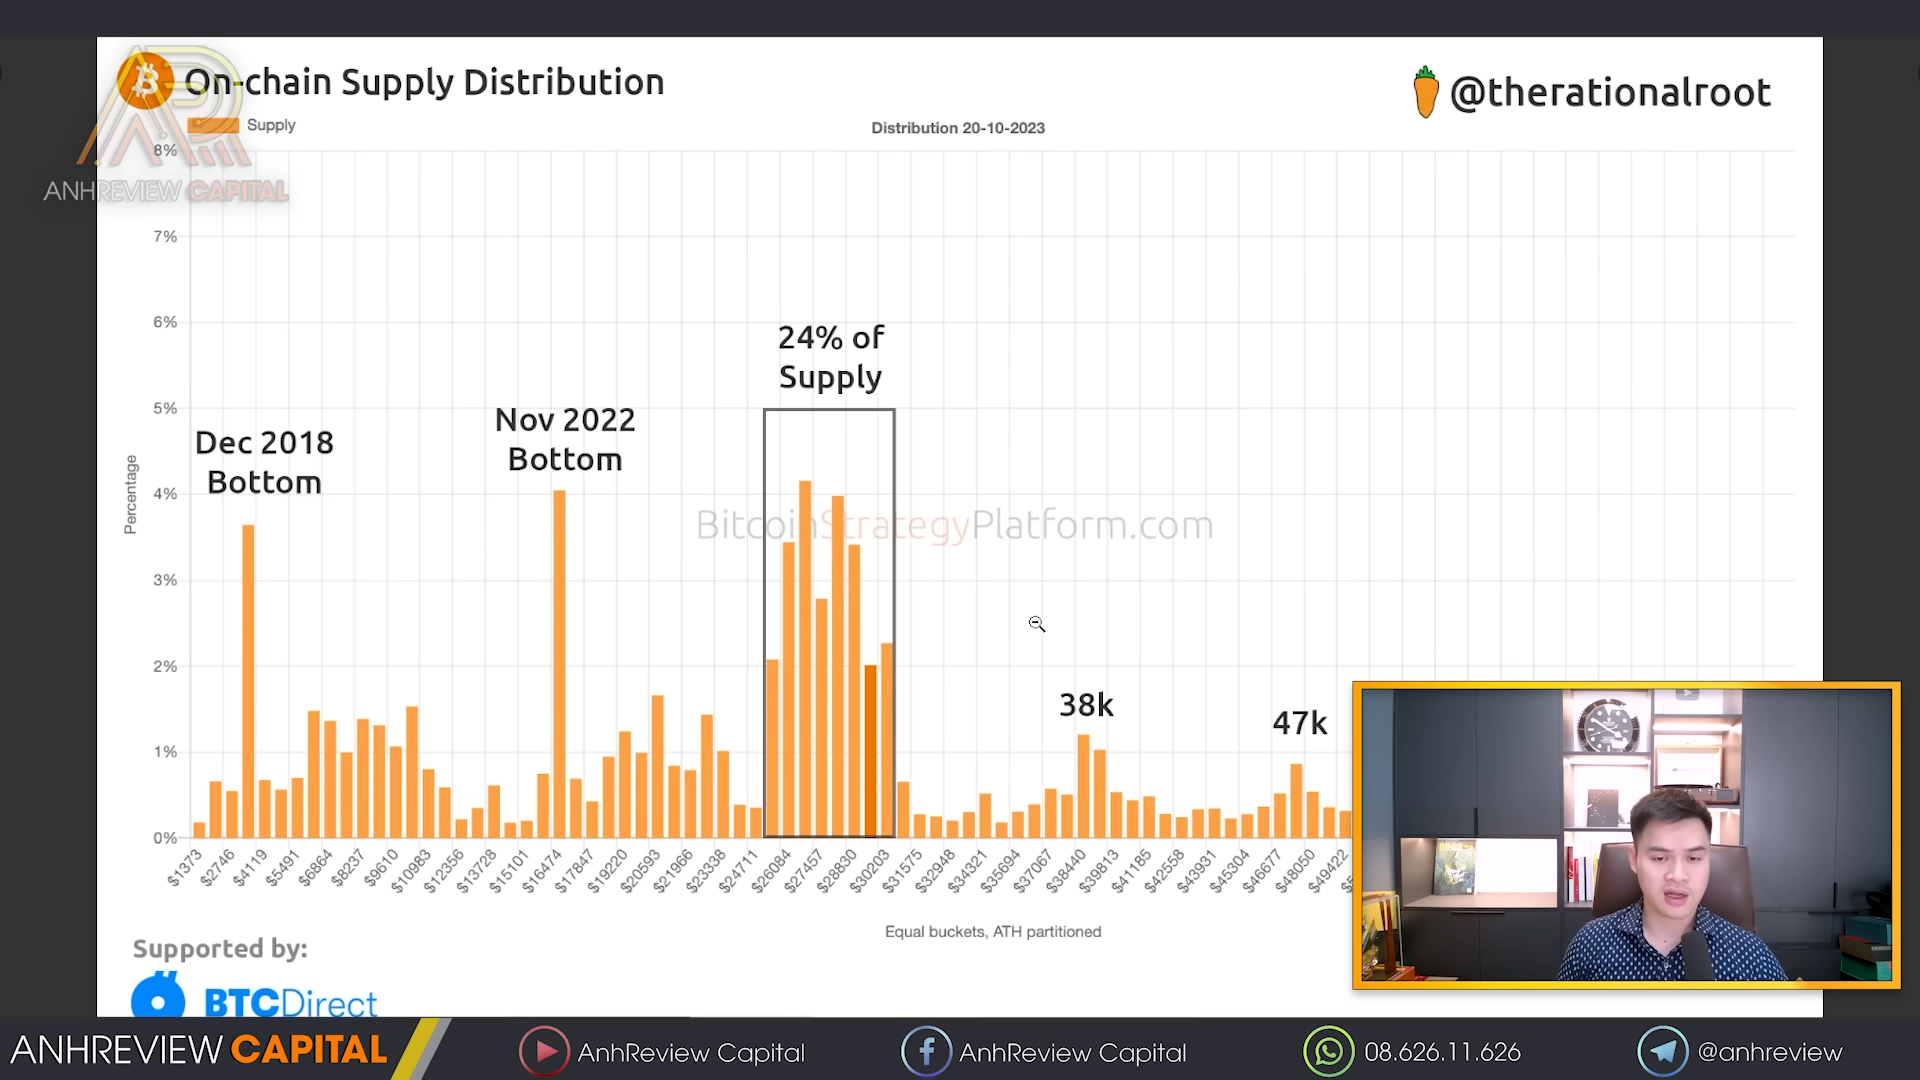 On-chain Supply Distribution
@therationalroot
Supply
Distribution 20-10-2023
ANHREVIEW CAPITAL
8%
7%
6%
5%
4%
3%
2%
1%
0%
Percentage
24% of
Supply
Nov 2022
Bottom
Dec 2018
Bottom
BitcoinStrategyPlatform.com
38k
47k
$1373
$2746
$4119
$5491
$6864
$8237
$9610
$10983
$12356
$13728
$15101
$16474
$17847
$19220
$20593
$21966
$23338
$24711
$26084
$27457
$28830
$30203
$31575
$32948
$34321
$35694
$37067
$38440
$39813
$41185
$42558
$43931
$45304
$46677
$48050
$49422
Equal buckets, ATH partitioned
Supported by:
BTCDirect
ANHREVIEW CAPITAL
AnhReview Capital
AnhReview Capital
08.626.11.626
@anhreview